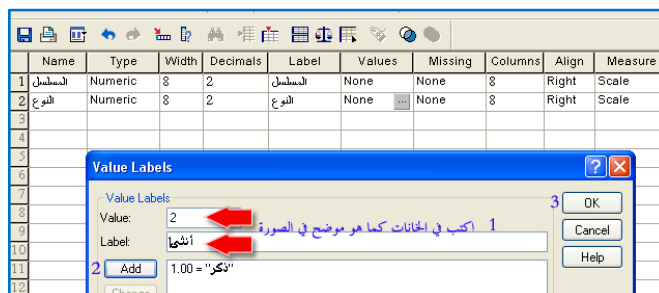 Name Type Width Decimals Label Values Missing Columns Align Measure
1 المسلسل Numeric 8 2 المسلسل None None 8 Right Scale
2 النوع Numeric 8 2 النوع None ... None 8 Right Scale
3
4
5
6
7
8
9
10
11
12
Value Labels
Value Labels
Value: 2
1 اكتب في الخانات كما هو موضح في الصورة
Label: أنثى
2 Add
1.00 = "ذكر"
Change
3 OK
Cancel
Help